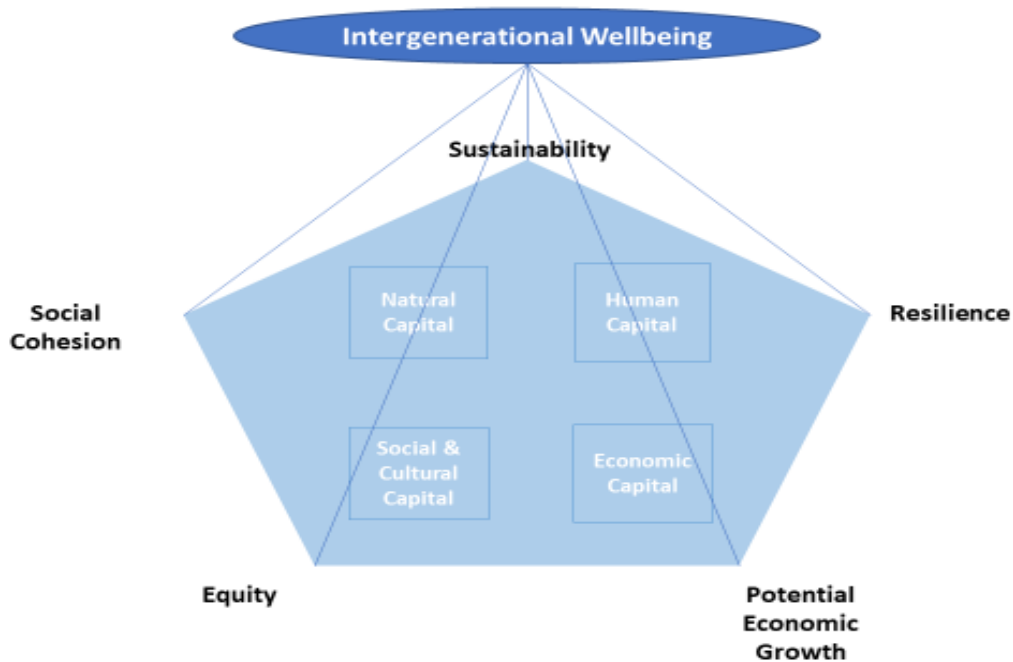 Intergenerational Wellbeing
Sustainability
Social
Cohesion
Natural
Capital
Human
Capital
Resilience
Social &
Cultural
Capital
Economic
Capital
Equity
Potential
Economic
Growth